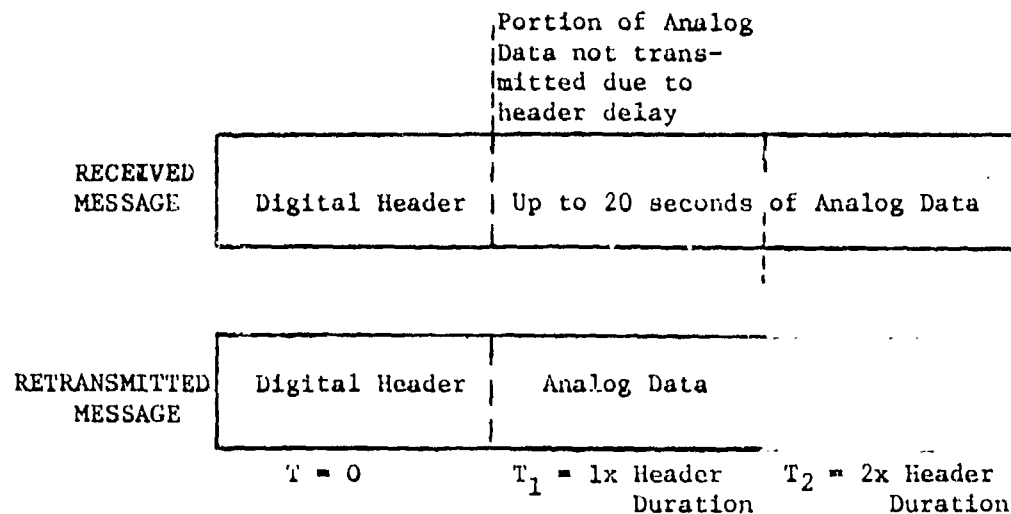 Portion of Analog
Data not trans-
mitted due to
header delay
RECEIVED
MESSAGE
Digital Header
Up to 20 seconds of Analog Data
RETRANSMITTED
MESSAGE
Digital Header
Analog Data
T = 0
T1 = 1x Header
Duration
T2 = 2x Header
Duration